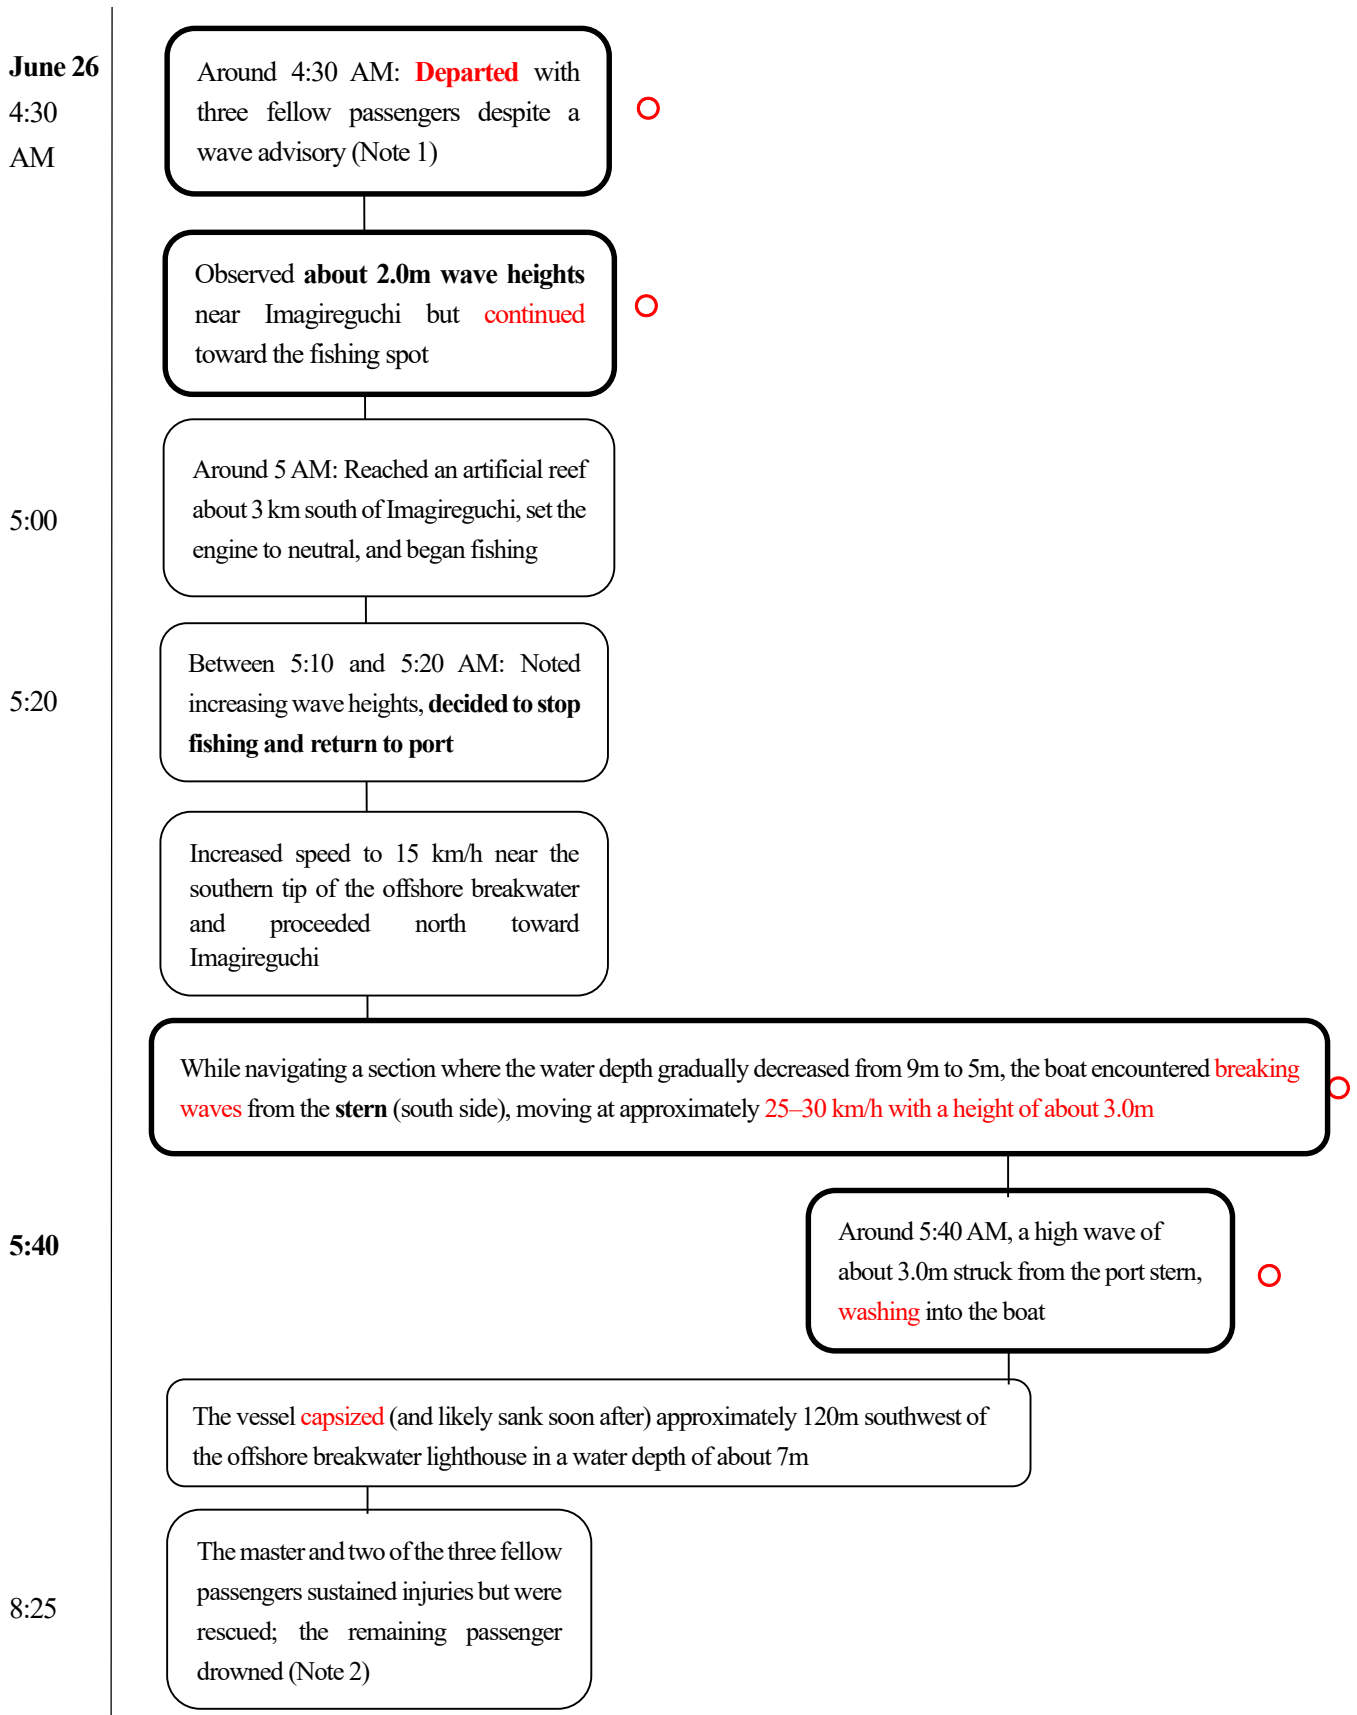 June 26
4:30
AM
Around 4:30 AM: Departed with
three fellow passengers despite a
wave advisory (Note 1)
Observed about 2.0m wave heights
near Imagireguchi but continued
toward the fishing spot
5:00
Around 5 AM: Reached an artificial reef
about 3 km south of Imagireguchi, set the
engine to neutral, and began fishing
5:20
Between 5:10 and 5:20 AM: Noted
increasing wave heights, decided to stop
fishing and return to port
Increased speed to 15 km/h near the
southern tip of the offshore breakwater
and proceeded north toward
Imagireguchi
While navigating a section where the water depth gradually decreased from 9m to 5m, the boat encountered breaking
waves from the stern (south side), moving at approximately 25–30 km/h with a height of about 3.0m
5:40
Around 5:40 AM, a high wave of
about 3.0m struck from the port stern,
washing into the boat
The vessel capsized (and likely sank soon after) approximately 120m southwest of
the offshore breakwater lighthouse in a water depth of about 7m
8:25
The master and two of the three fellow
passengers sustained injuries but were
rescued; the remaining passenger
drowned (Note 2)